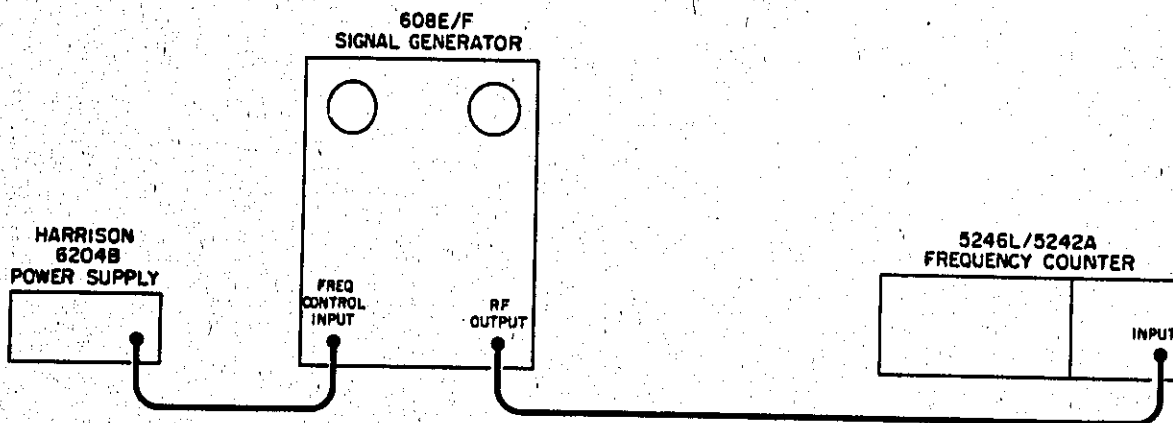 608E/F
SIGNAL GENERATOR
HARRISON
6204B
POWER SUPPLY
FREQ
CONTROL
INPUT
RF
OUTPUT
5246L/5242A
FREQUENCY COUNTER
INPUT